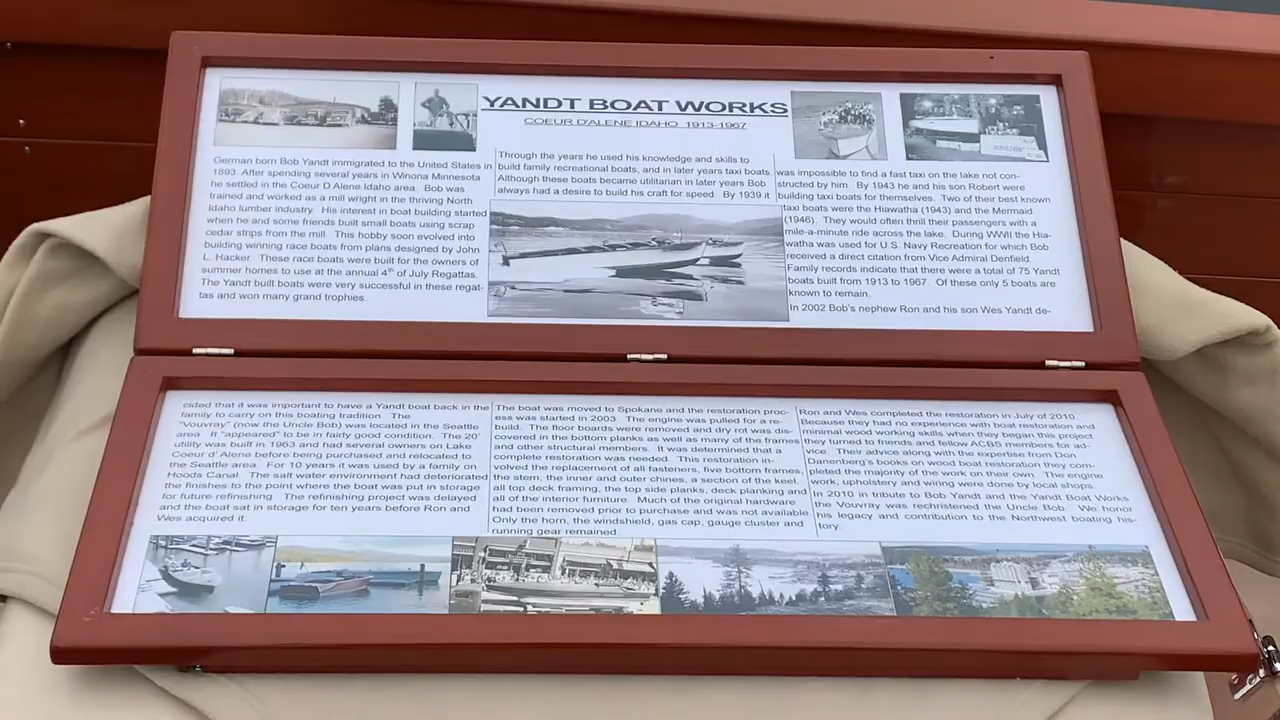 YANDT BOAT WORKS
COEUR D'ALENE IDAHO 1913-1967
German born Bob Yandt immigrated to the United States in
1893. After spending several years in Winona Minnesota
he settled in the Coeur D Alene Idaho area. Bob was
trained and worked as a mill wright in the thriving North
Idaho lumber industry. His interest in boat building started
when he and some friends built small boats using scrap
cedar strips from the mill. This hobby soon evolved into
building winning race boats from plans designed by John
L. Hacker. These race boats were built for the owners of
summer homes to use at the annual 4th of July Regattas.
The Yandt built boats were very successful in these regat-
tas and won many grand trophies.
Through the years he used his knowledge and skills to
build family recreational boats, and in later years taxi boats.
Although these boats became utilitarian in later years Bob
always had a desire to build his craft for speed. By 1939 it
was impossible to find a fast taxi on the lake not con-
structed by him. By 1943 he and his son Robert were
building taxi boats for themselves. Two of their best known
taxi boats were the Hiawatha (1943) and the Mermaid
(1946). They would often thrill their passengers with a
mile-a-minute ride across the lake. During WWII the Hia-
watha was used for U.S. Navy Recreation for which Bob
received a direct citation from Vice Admiral Denfield.
Family records indicate that there were a total of 75 Yandt
boats built from 1913 to 1967. Of these only 5 boats are
known to remain.
In 2002 Bob's nephew Ron and his son Wes Yandt de-
cided that it was important to have a Yandt boat back in the
family to carry on this boating tradition. The
"Vouvray" (now the Uncle Bob) was located in the Seattle
area. It "appeared" to be in fairly good condition. The 20'
utility was built in 1963 and had several owners on Lake
Coeur d' Alene before being purchased and relocated to
the Seattle area. For 10 years it was used by a family on
Hoods Canal. The salt water environment had deteriorated
the finishes to the point where the boat was put in storage
for future refinishing. The refinishing project was delayed
and the boat sat in storage for ten years before Ron and
Wes acquired it.
The boat was moved to Spokane and the restoration proc-
ess was started in 2003. The engine was pulled for a re-
build. The floor boards were removed and dry rot was dis-
covered in the bottom planks as well as many of the frames
and other structural members. It was determined that a
complete restoration was needed. This restoration in-
volved the replacement of all fasteners, five bottom frames,
the stem, the inner and outer chines, a section of the keel,
all top deck framing, the top side planks, deck planking and
all of the interior furniture. Much of the original hardware
had been removed prior to purchase and was not available.
Only the horn, the windshield, gas cap, gauge cluster and
running gear remained.
Ron and Wes completed the restoration in July of 2010.
Because they had no experience with boat restoration and
minimal wood working skills when they began this project
they turned to friends and fellow ACBS members for ad-
vice. Their advice along with the expertise from Don
Danenberg's books on wood boat restoration they com-
pleted the majority of the work on their own. The engine
work, upholstery and wiring were done by local shops.
In 2010 in tribute to Bob Yandt and the Yandt Boat Works
the Vouvray was rechristened the Uncle Bob. We honor
his legacy and contribution to the Northwest boating his-
tory.